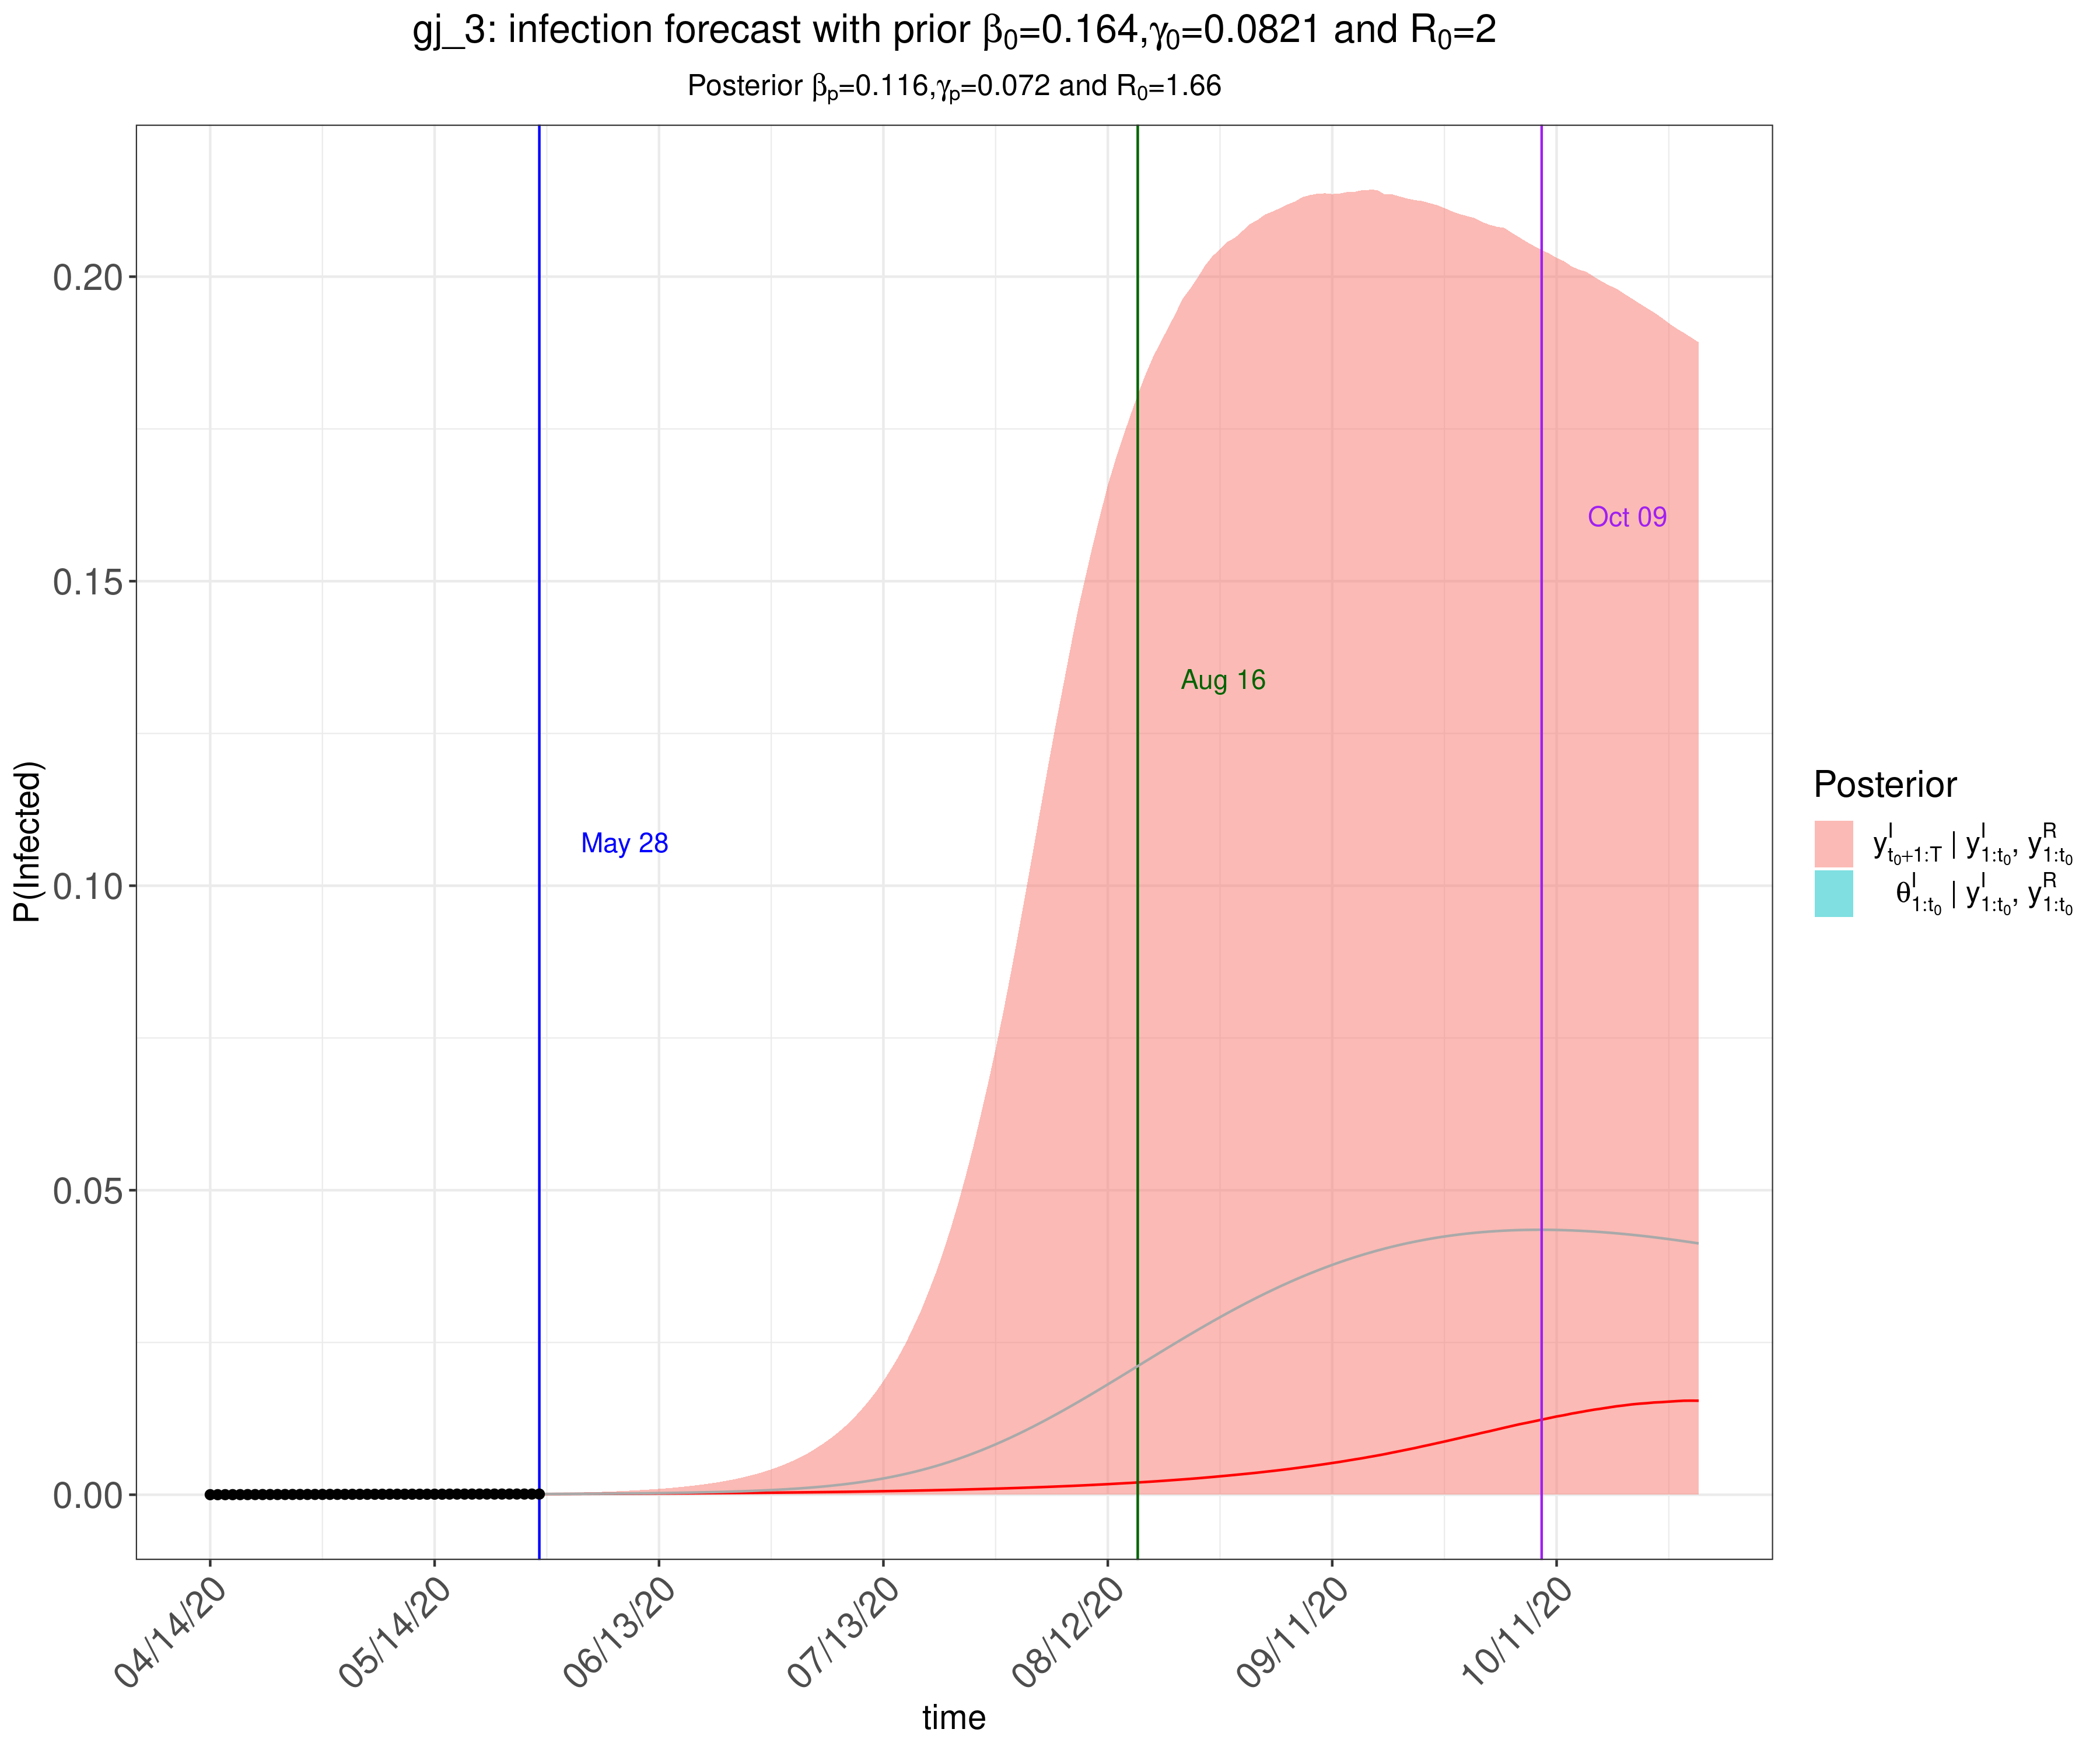 gj_3: infection forecast with prior β₀=0.164,γ₀=0.0821 and R₀=2
Posterior βₚ=0.116,γₚ=0.072 and R₀=1.66
P(Infected)
0.20
0.15
0.10
0.05
0.00
May 28
Aug 16
Oct 09
04/14/20
05/14/20
06/13/20
07/13/20
08/12/20
09/11/20
10/11/20
time
Posterior
y^I_{t₀+1:T} | y^I_{1:t₀}, y^R_{1:t₀}
θ^I_{1:t₀} | y^I_{1:t₀}, y^R_{1:t₀}